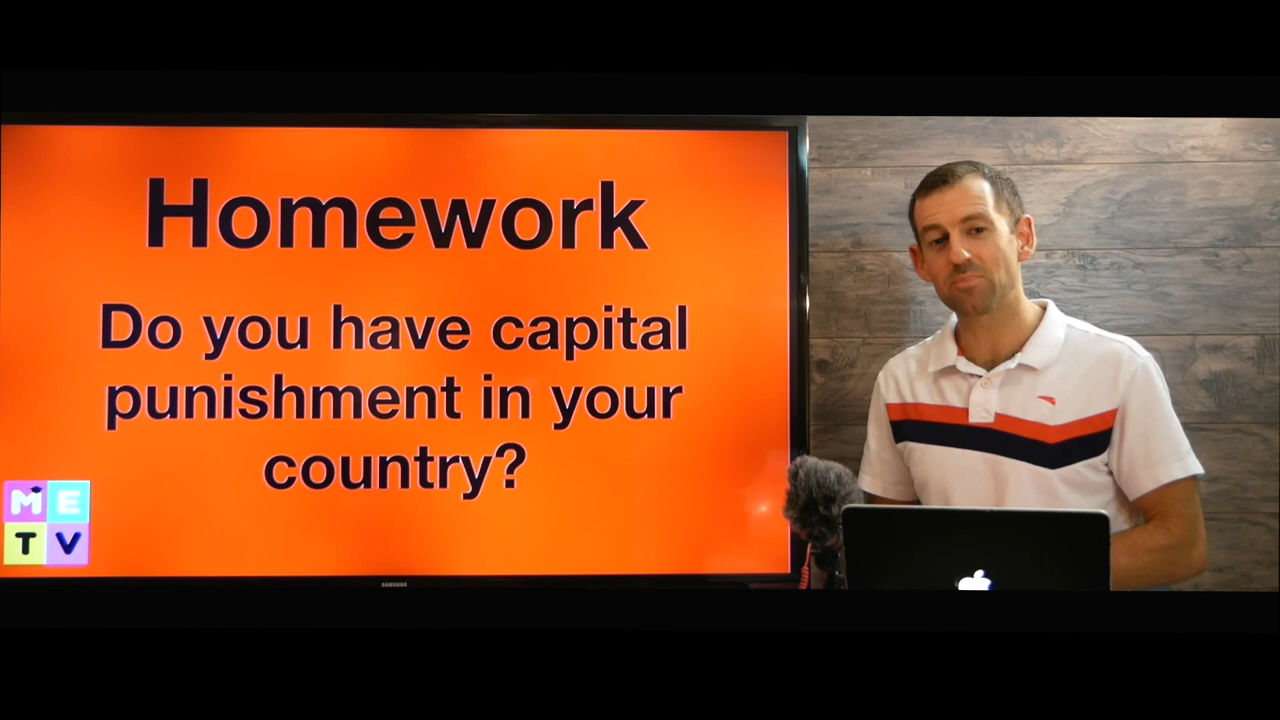 Homework
Do you have capital
punishment in your
country?
M E
T V
SAMSUNG